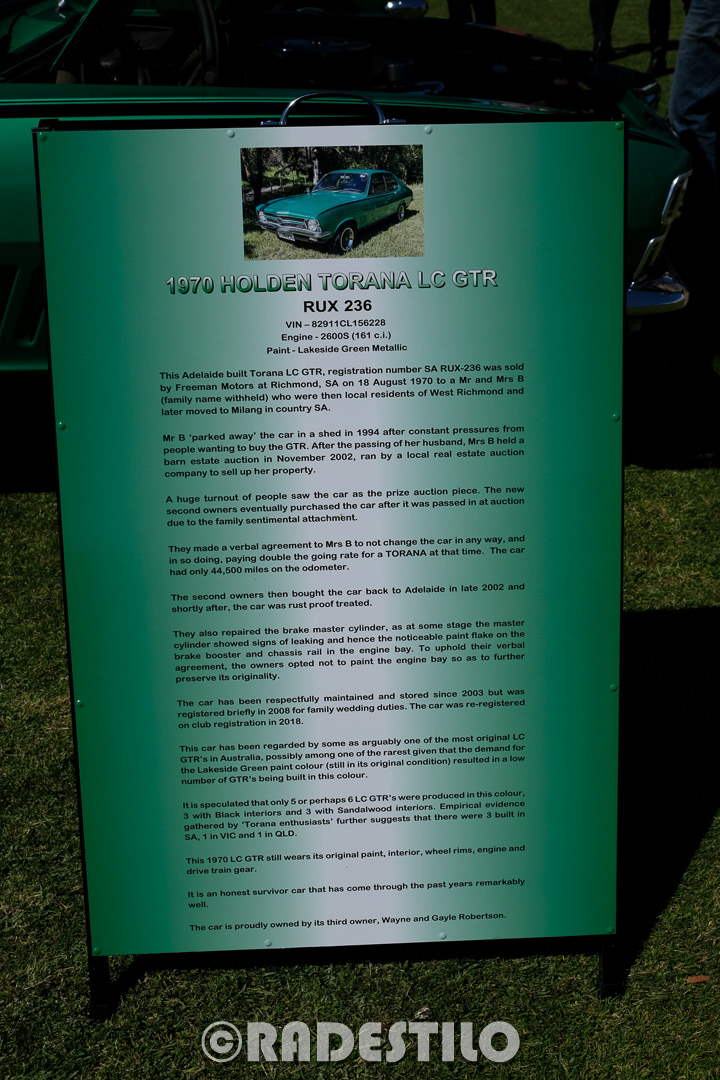 1970 HOLDEN TORANA LC GTR
RUX 236
VIN – 82911CL156228
Engine - 2600S (161 c.i.)
Paint - Lakeside Green Metallic
This Adelaide built Torana LC GTR, registration number SA RUX-236 was sold
by Freeman Motors at Richmond, SA on 18 August 1970 to a Mr and Mrs B
(family name withheld) who were then local residents of West Richmond and
later moved to Milang in country SA.
Mr B ‘parked away’ the car in a shed in 1994 after constant pressures from
people wanting to buy the GTR. After the passing of her husband, Mrs B held a
barn estate auction in November 2002, ran by a local real estate auction
company to sell up her property.
A huge turnout of people saw the car as the prize auction piece. The new
second owners eventually purchased the car after it was passed in at auction
due to the family sentimental attachment.
They made a verbal agreement to Mrs B to not change the car in any way, and
in so doing, paying double the going rate for a TORANA at that time. The car
had only 44,500 miles on the odometer.
The second owners then bought the car back to Adelaide in late 2002 and
shortly after, the car was rust proof treated.
They also repaired the brake master cylinder, as at some stage the master
cylinder showed signs of leaking and hence the noticeable paint flake on the
brake booster and chassis rail in the engine bay. To uphold their verbal
agreement, the owners opted not to paint the engine bay so as to further
preserve its originality.
The car has been respectfully maintained and stored since 2003 but was
registered briefly in 2008 for family wedding duties. The car was re-registered
on club registration in 2018.
This car has been regarded by some as arguably one of the most original LC
GTR’s in Australia, possibly among one of the rarest given that the demand for
the Lakeside Green paint colour (still in its original condition) resulted in a low
number of GTR’s being built in this colour.
It is speculated that only 5 or perhaps 6 LC GTR’s were produced in this colour,
3 with Black interiors and 3 with Sandalwood interiors. Empirical evidence
gathered by ‘Torana enthusiasts’ further suggests that there were 3 built in
SA, 1 in VIC and 1 in QLD.
This 1970 LC GTR still wears its original paint, interior, wheel rims, engine and
drive train gear.
It is an honest survivor car that has come through the past years remarkably
well.
The car is proudly owned by its third owner, Wayne and Gayle Robertson.
©RADESTILO